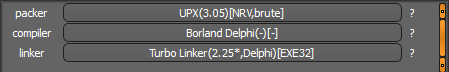 packer UPX(3.05)[NRV,brute] ?
compiler Borland Delphi(-)[-] ?
linker Turbo Linker(2.25*,Delphi)[EXE32] ?